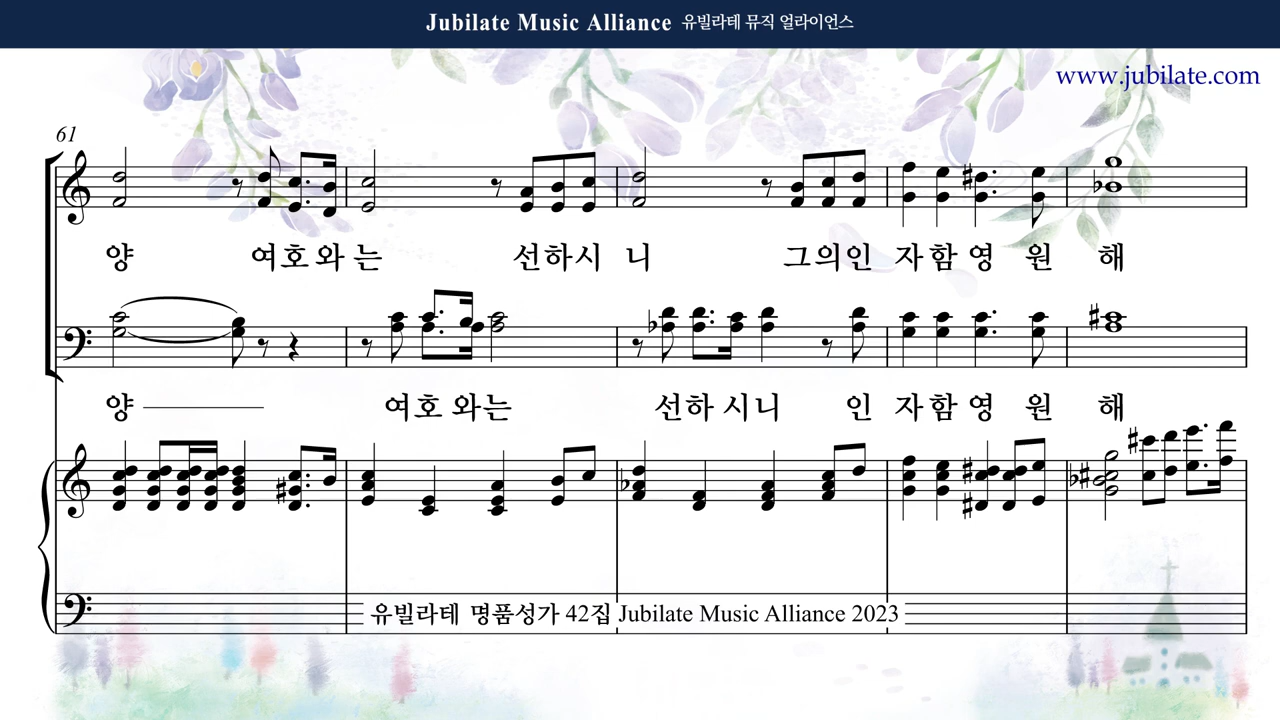 Jubilate Music Alliance 유빌라테 뮤직 얼라이언스
www.jubilate.com
61
양 여호와는 선하시 니 그의인 자함영 원 해
양 여호와는 선하시니 인 자함영 원 해
유빌라테 명품성가 42집 Jubilate Music Alliance 2023